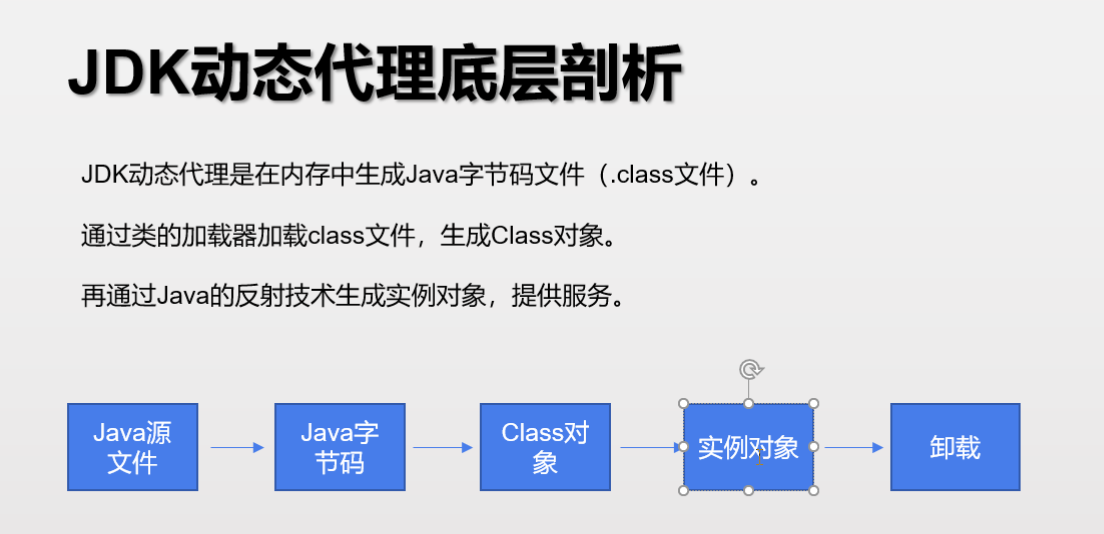 JDK动态代理底层剖析
JDK动态代理是在内存中生成Java字节码文件（.class文件）。
通过类的加载器加载class文件，生成Class对象。
再通过Java的反射技术生成实例对象，提供服务。
Java源
文件
Java字
节码
Class对
象
实例对象
卸载